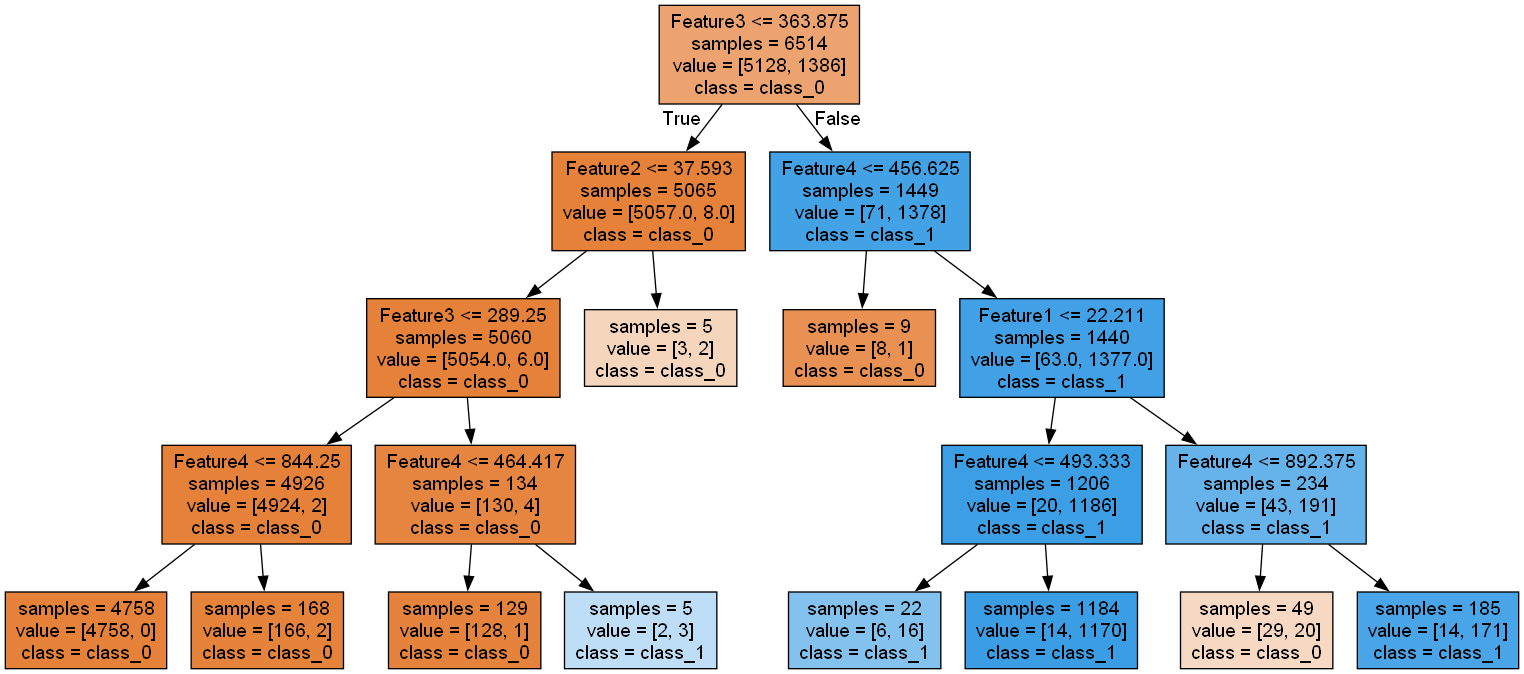 Feature3 <= 363.875
samples = 6514
value = [5128, 1386]
class = class_0
True
False
Feature2 <= 37.593
samples = 5065
value = [5057.0, 8.0]
class = class_0
Feature4 <= 456.625
samples = 1449
value = [71, 1378]
class = class_1
Feature3 <= 289.25
samples = 5060
value = [5054.0, 6.0]
class = class_0
samples = 5
value = [3, 2]
class = class_0
samples = 9
value = [8, 1]
class = class_0
Feature1 <= 22.211
samples = 1440
value = [63.0, 1377.0]
class = class_1
Feature4 <= 844.25
samples = 4926
value = [4924, 2]
class = class_0
Feature4 <= 464.417
samples = 134
value = [130, 4]
class = class_0
Feature4 <= 493.333
samples = 1206
value = [20, 1186]
class = class_1
Feature4 <= 892.375
samples = 234
value = [43, 191]
class = class_1
samples = 4758
value = [4758, 0]
class = class_0
samples = 168
value = [166, 2]
class = class_0
samples = 129
value = [128, 1]
class = class_0
samples = 5
value = [2, 3]
class = class_1
samples = 22
value = [6, 16]
class = class_1
samples = 1184
value = [14, 1170]
class = class_1
samples = 49
value = [29, 20]
class = class_0
samples = 185
value = [14, 171]
class = class_1